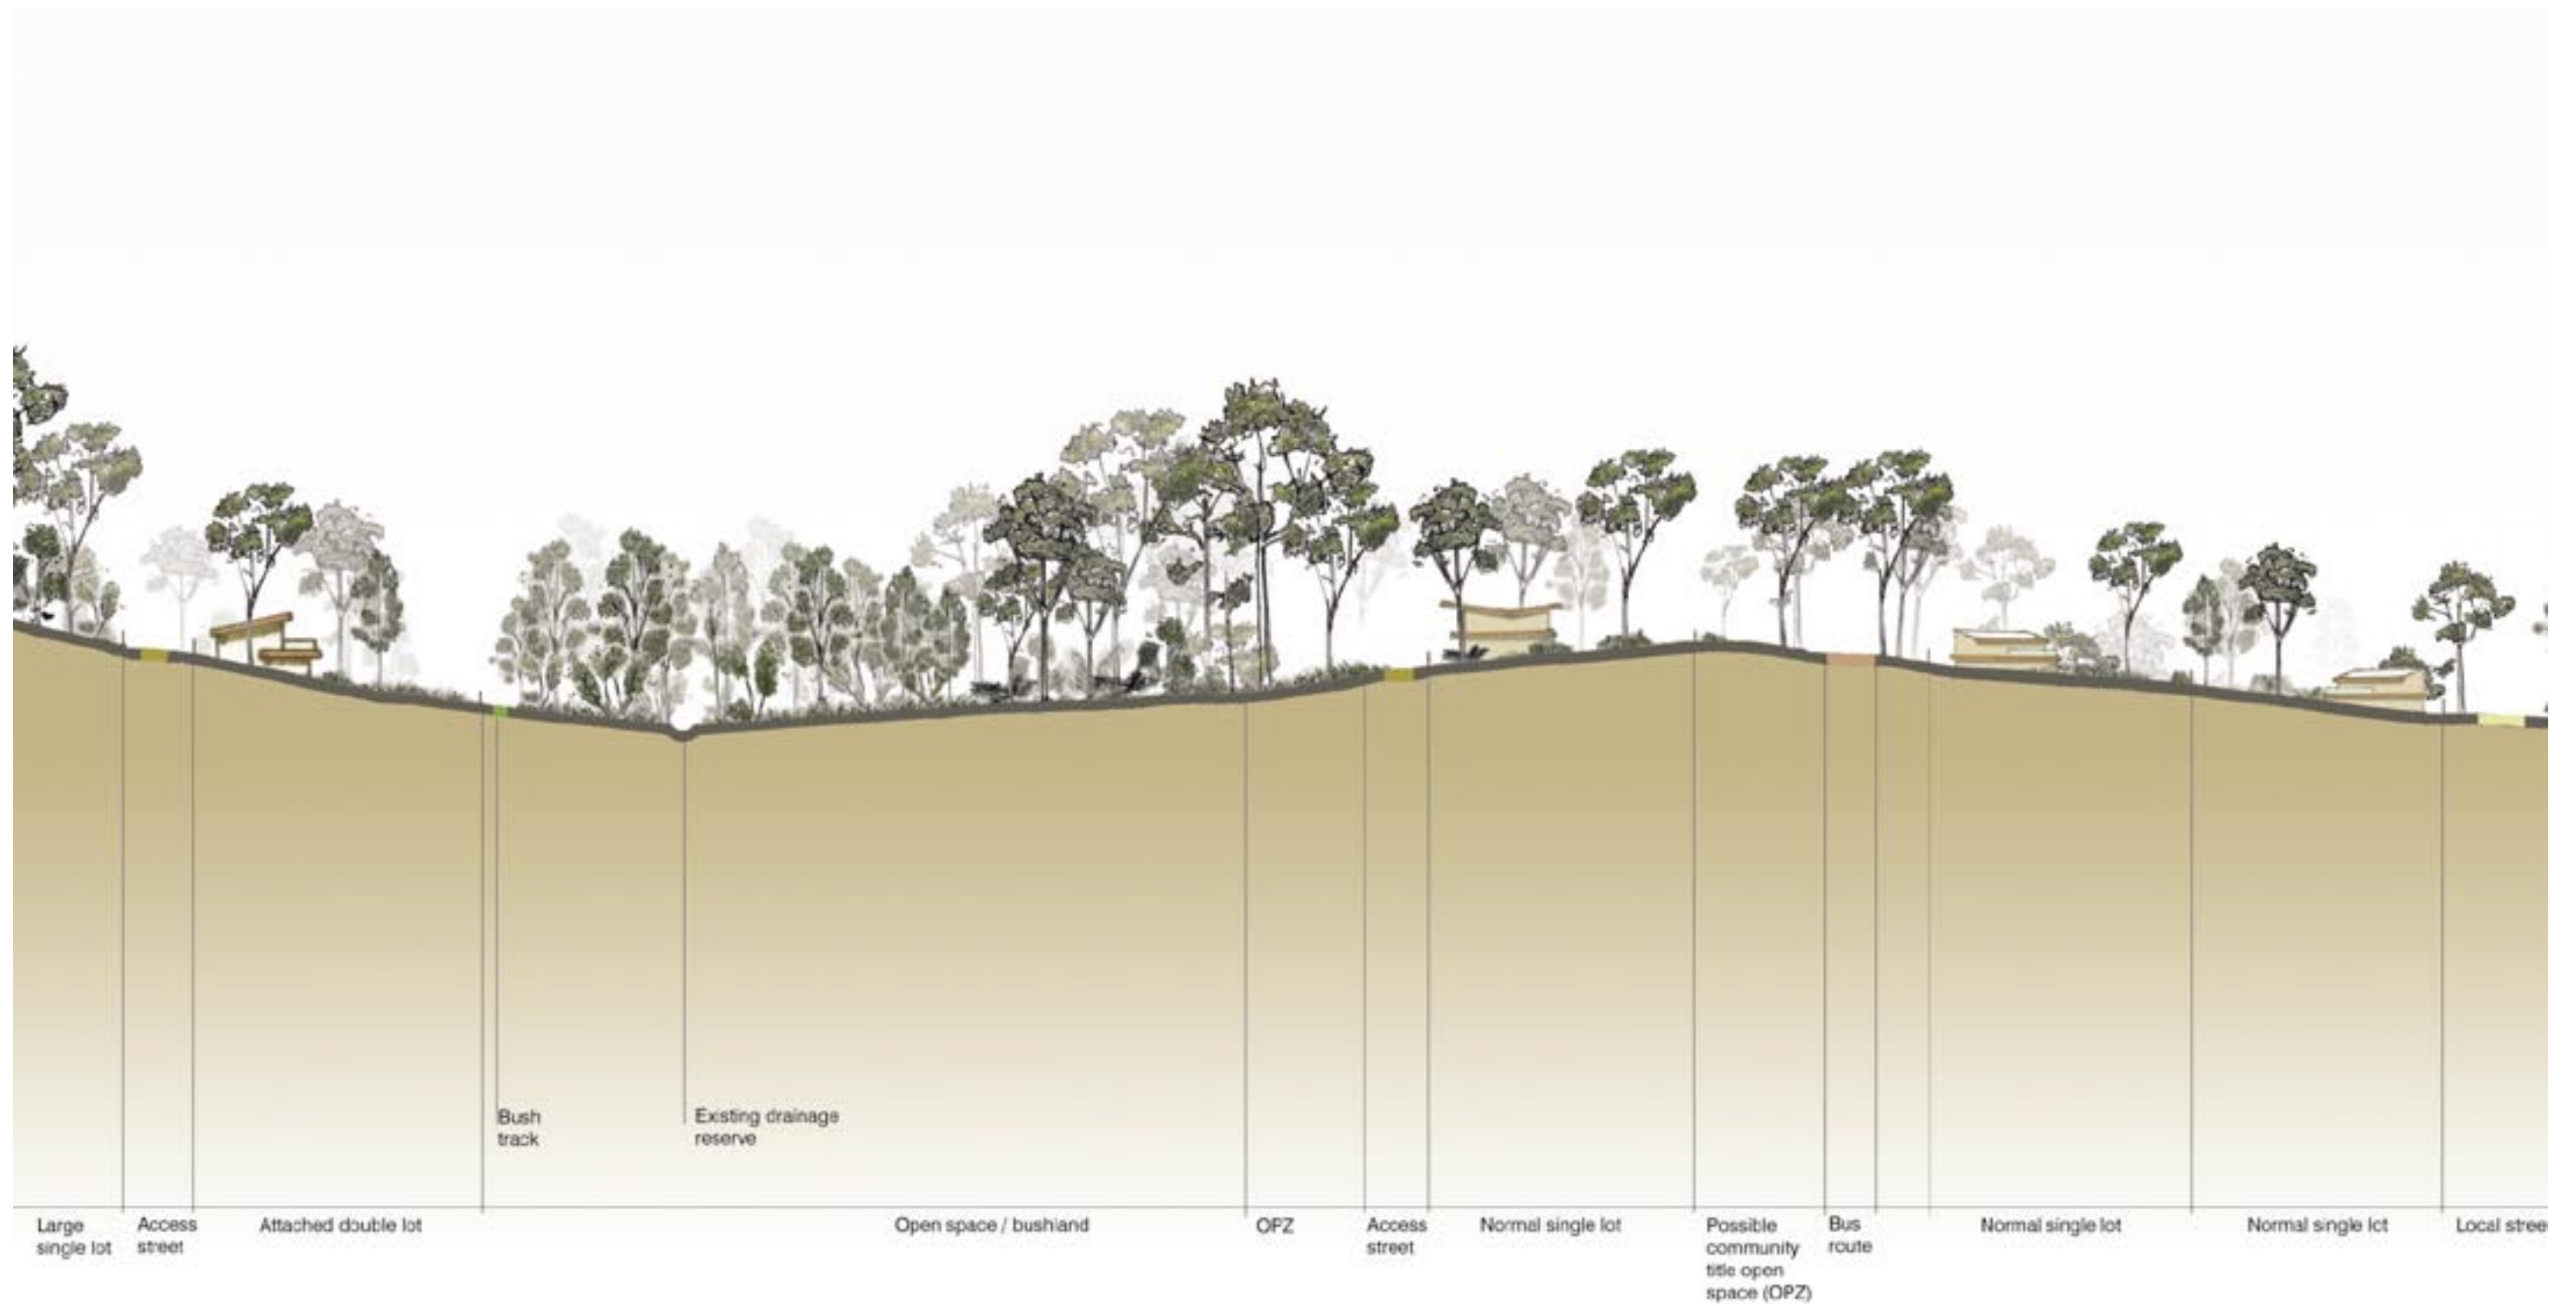 Bush
track
Existing drainage
reserve
Large
single lot
Access
street
Attached double lot
Open space / bushland
OPZ
Access
street
Normal single lot
Possible
community
title open
space (OPZ)
Bus
route
Normal single lot
Normal single lot
Local stree